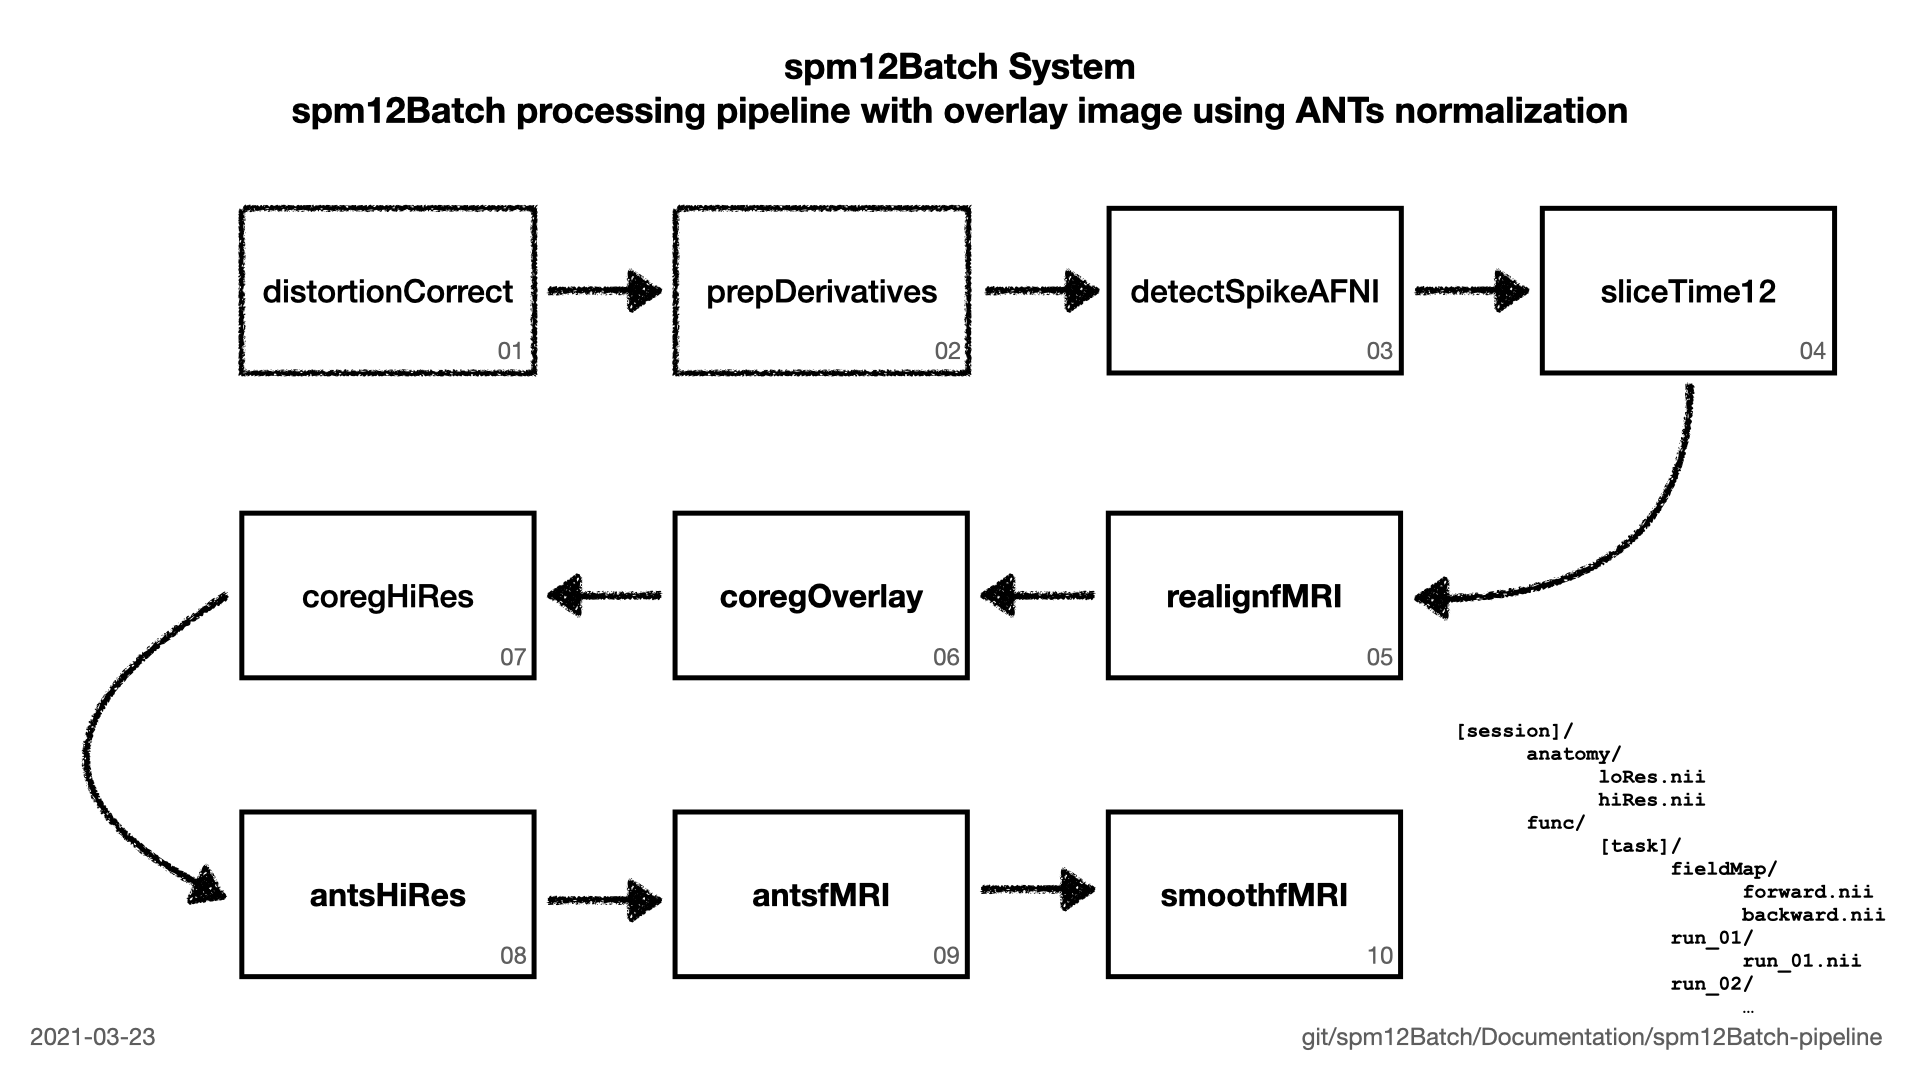 spm12Batch System
spm12Batch processing pipeline with overlay image using ANTs normalization
distortionCorrect
01
prepDerivatives
02
detectSpikeAFNI
03
sliceTime12
04
coregHiRes
07
coregOverlay
06
realignfMRI
05
antsHiRes
08
antsfMRI
09
smoothfMRI
10
[session]/
anatomy/
loRes.nii
hiRes.nii
func/
[task]/
fieldMap/
forward.nii
backward.nii
run_01/
run_01.nii
run_02/
…
2021-03-23
git/spm12Batch/Documentation/spm12Batch-pipeline